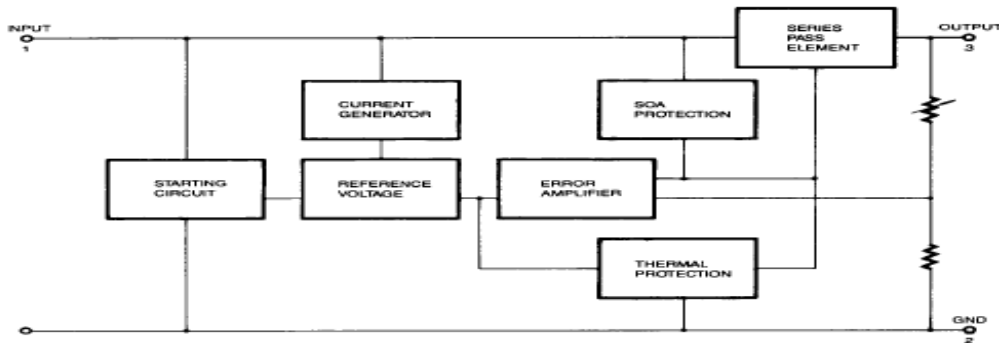 INPUT
1
SERIES
PASS
ELEMENT
OUTPUT
3
CURRENT
GENERATOR
SOA
PROTECTION
STARTING
CIRCUIT
REFERENCE
VOLTAGE
ERROR
AMPLIFIER
THERMAL
PROTECTION
GND
2